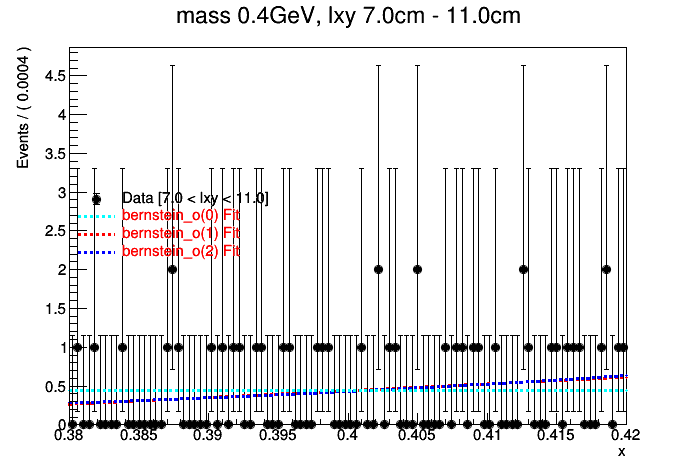 mass 0.4GeV, lxy 7.0cm - 11.0cm
Events / ( 0.0004 )
4.5
4
3.5
3
2.5
2
1.5
1
0.5
0
Data [7.0 < lxy < 11.0]
bernstein_o(0) Fit
bernstein_o(1) Fit
bernstein_o(2) Fit
0.38 0.385 0.39 0.395 0.4 0.405 0.41 0.415 0.42
x